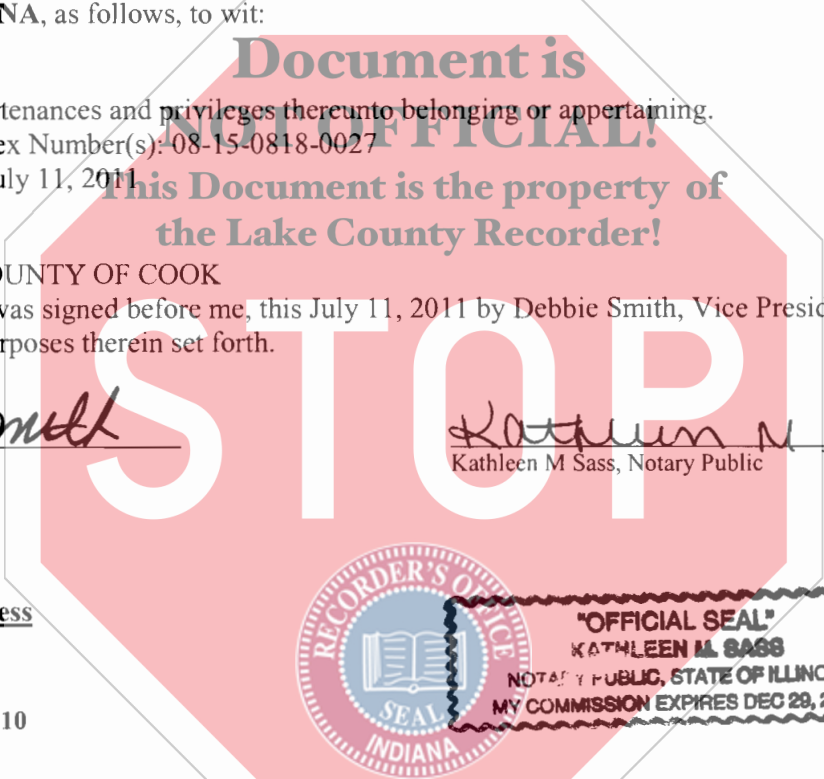 NA, as follows, to wit:
Document is
tenances and privileges thereunto belonging or appertaining.
NOT OFFICIAL!
ex Number(s): 08-15-0818-0027
uly 11, 2011
This Document is the property of
the Lake County Recorder!
OUNTY OF COOK
was signed before me, this July 11, 2011 by Debbie Smith, Vice Presid
rposes therein set forth.
STOP
mith
Kathleen M
Kathleen M Sass, Notary Public
RECORDER'S OFFICE
SEAL
INDIANA
ess
"OFFICIAL SEAL"
KATHLEEN M. SASS
NOTARY PUBLIC, STATE OF ILLINO
MY COMMISSION EXPIRES DEC 29, 2
10